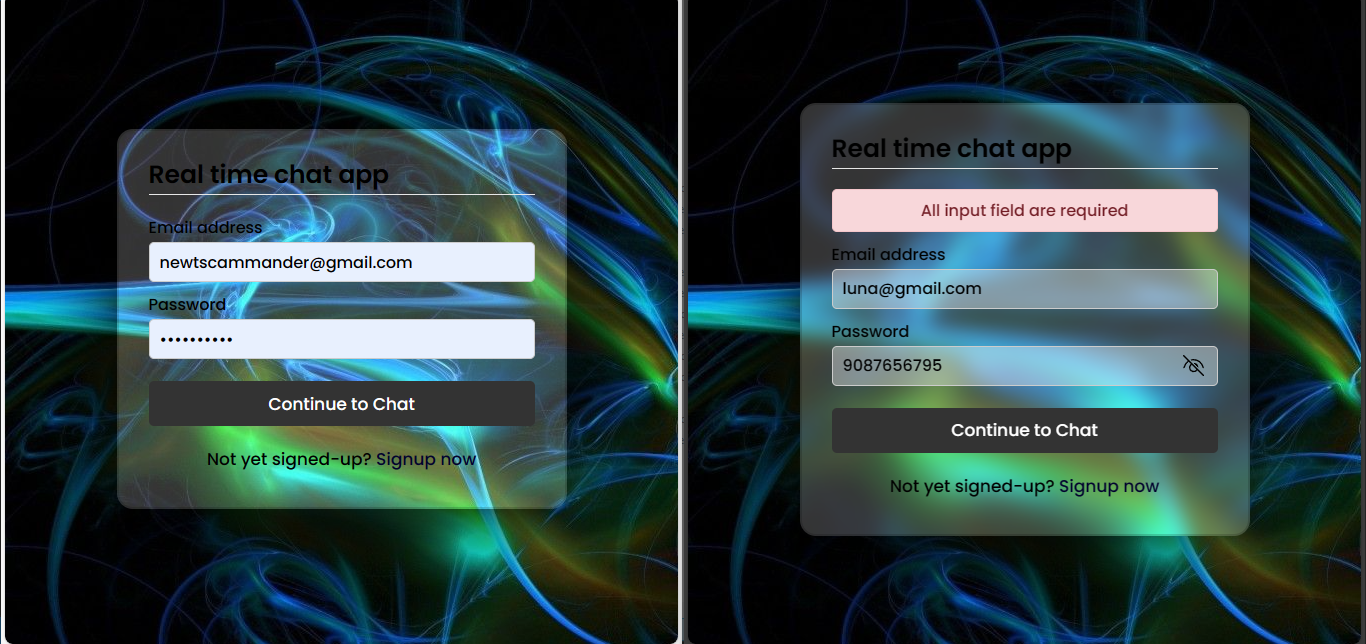 Real time chat app
Email address
newtscammander@gmail.com
Password
••••••••••
Continue to Chat
Not yet signed-up? Signup now
Real time chat app
All input field are required
Email address
luna@gmail.com
Password
9087656795
Continue to Chat
Not yet signed-up? Signup now